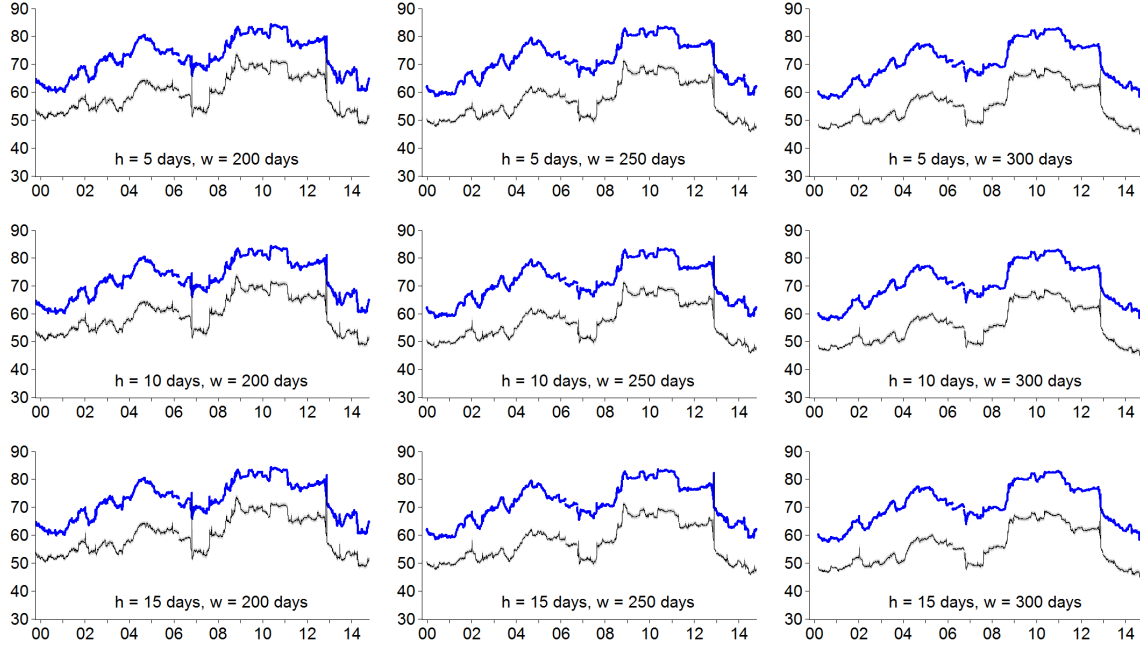 90 90 90
80 80 80
70 70 70
60 60 60
50 50 50
40 h = 5 days, w = 200 days 40 h = 5 days, w = 250 days 40 h = 5 days, w = 300 days
30 30 30
00 02 04 06 08 10 12 14 00 02 04 06 08 10 12 14 00 02 04 06 08 10 12 14
90 90 90
80 80 80
70 70 70
60 60 60
50 50 50
40 40 40
h = 10 days, w = 200 days h = 10 days, w = 250 days h = 10 days, w = 300 days
30 30 30
00 02 04 06 08 10 12 14 00 02 04 06 08 10 12 14 00 02 04 06 08 10 12 14
90 90 90
80 80 80
70 70 70
60 60 60
50 50 50
40 40 40
h = 15 days, w = 200 days h = 15 days, w = 250 days h = 15 days, w = 300 days
30 30 30
00 02 04 06 08 10 12 14 00 02 04 06 08 10 12 14 00 02 04 06 08 10 12 14